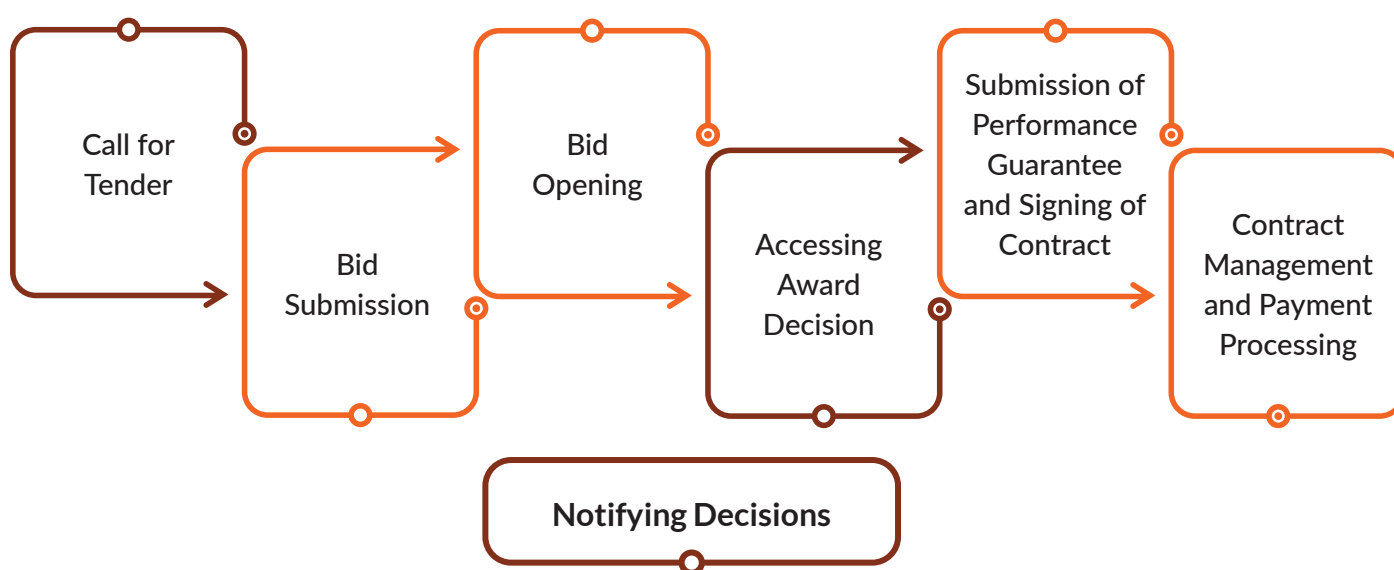 Call for
Tender
Bid
Submission
Bid
Opening
Accessing
Award
Decision
Submission of
Performance
Guarantee
and Signing of
Contract
Contract
Management
and Payment
Processing
Notifying Decisions